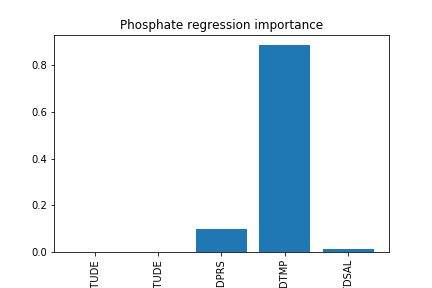 Phosphate regression importance
0.8
0.6
0.4
0.2
0.0
TUDE
TUDE
DPRS
DTMP
DSAL